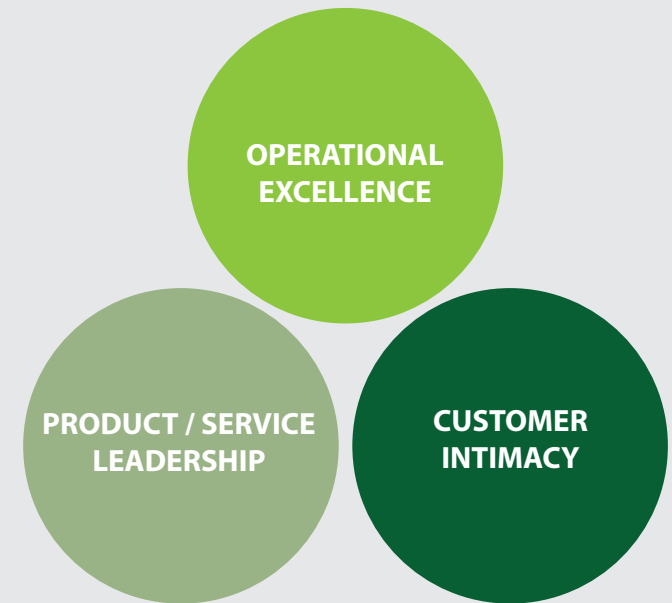 OPERATIONAL
EXCELLENCE
PRODUCT / SERVICE
LEADERSHIP
CUSTOMER
INTIMACY